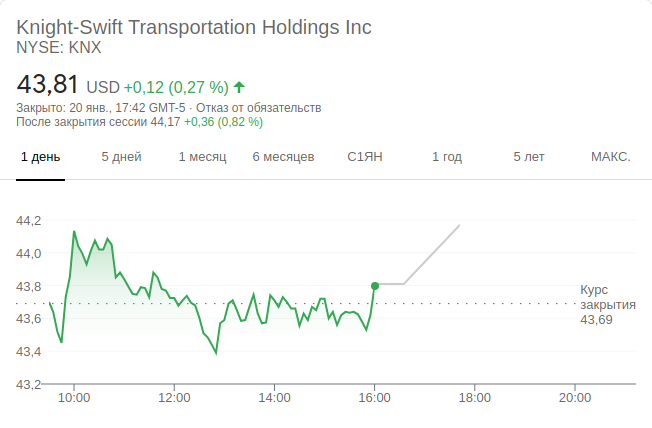 Knight-Swift Transportation Holdings Inc
NYSE: KNX
43,81 USD +0,12 (0,27 %)
Закрыто: 20 янв., 17:42 GMT-5 · Отказ от обязательств
После закрытия сессии 44,17 +0,36 (0,82 %)
1 день 5 дней 1 месяц 6 месяцев С1ЯН 1 год 5 лет МАКС.
44,2
44,0
43,8
43,6
43,4
43,2
Курс
закрытия
43,69
10:00 12:00 14:00 16:00 18:00 20:00